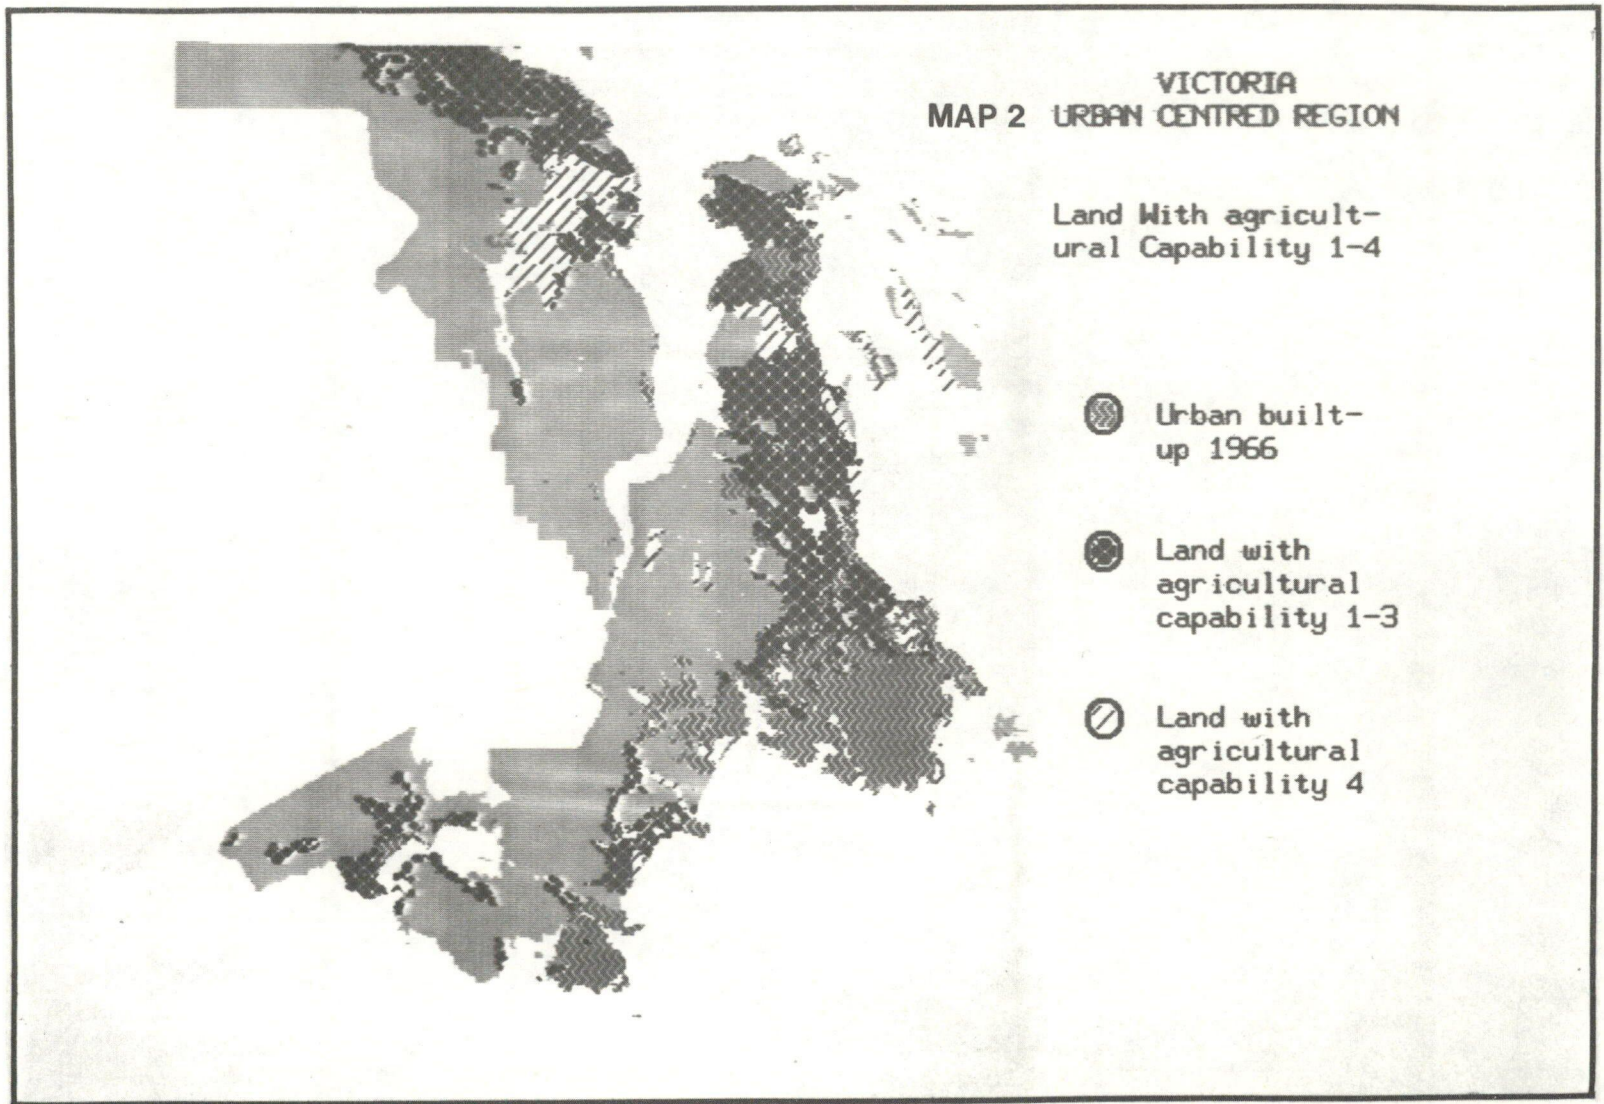 VICTORIA
MAP 2 URBAN CENTRED REGION
Land With agricult-
ural Capability 1-4
Urban built-
up 1966
Land with
agricultural
capability 1-3
Land with
agricultural
capability 4